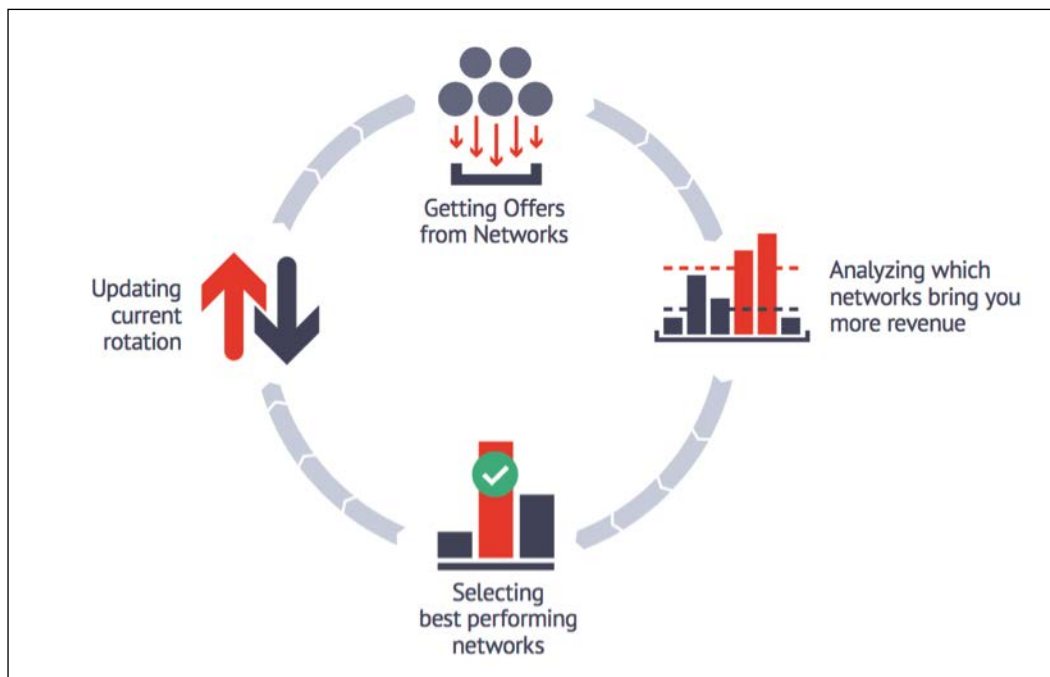 Getting Offers
from Networks
Analyzing which
networks bring you
more revenue
Selecting
best performing
networks
Updating
current
rotation